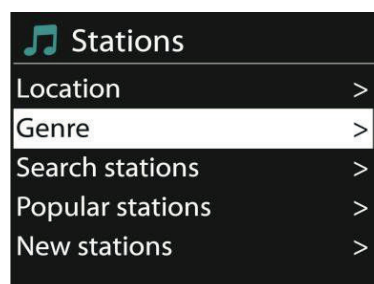 Stations
Location >
Genre >
Search stations >
Popular stations >
New stations >